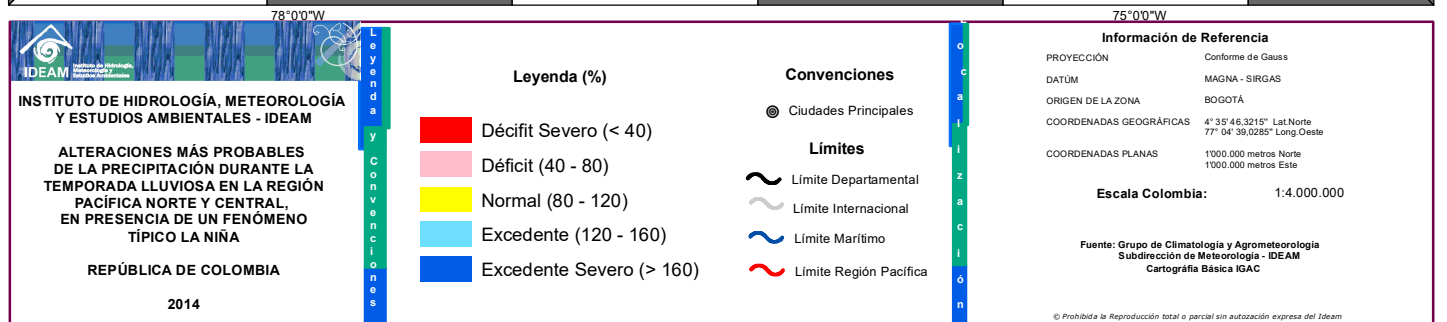 78°0'0"W
75°0'0"W
IDEAM
Instituto de Hidrología,
Meteorología y
Estudios Ambientales
INSTITUTO DE HIDROLOGÍA, METEOROLOGÍA
Y ESTUDIOS AMBIENTALES - IDEAM
ALTERACIONES MÁS PROBABLES
DE LA PRECIPITACIÓN DURANTE LA
TEMPORADA LLUVIOSA EN LA REGIÓN
PACÍFICA NORTE Y CENTRAL,
EN PRESENCIA DE UN FENÓMENO
TÍPICO LA NIÑA
REPÚBLICA DE COLOMBIA
2014
Leyenda y Convenciones
Leyenda (%)
Décifit Severo (< 40)
Déficit (40 - 80)
Normal (80 - 120)
Excedente (120 - 160)
Excedente Severo (> 160)
Convenciones
Ciudades Principales
Límites
Límite Departamental
Límite Internacional
Límite Marítimo
Límite Región Pacífica
ocalización
Información de Referencia
PROYECCIÓN Conforme de Gauss
DATÚM MAGNA - SIRGAS
ORIGEN DE LA ZONA BOGOTÁ
COORDENADAS GEOGRÁFICAS 4° 35' 46,3215" Lat.Norte
77° 04' 39,0285" Long.Oeste
COORDENADAS PLANAS 1'000.000 metros Norte
1'000.000 metros Este
Escala Colombia: 1:4.000.000
Fuente: Grupo de Climatología y Agrometeorología
Subdirección de Meteorología - IDEAM
Cartografía Básica IGAC
© Prohibida la Reproducción total o parcial sin autozación expresa del Ideam